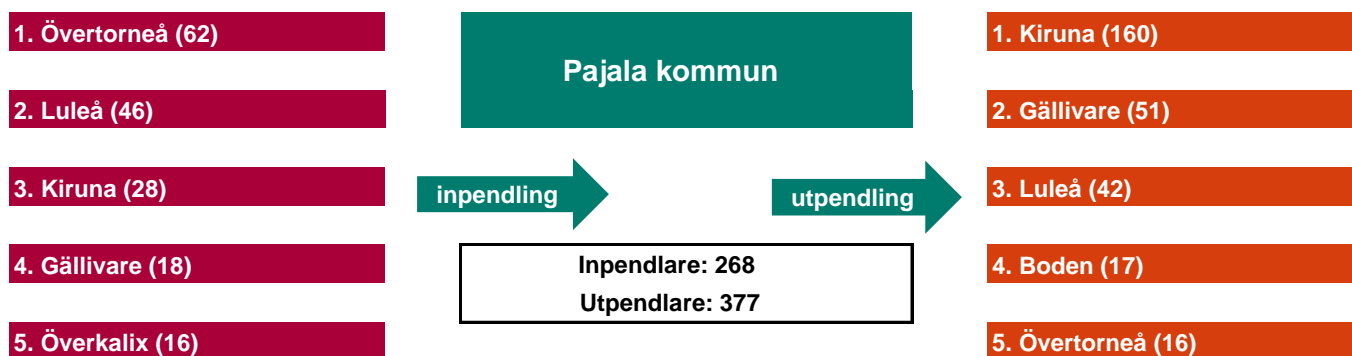 1. Övertorneå (62)
2. Luleå (46)
3. Kiruna (28)
4. Gällivare (18)
5. Överkalix (16)
Pajala kommun
inpendling
utpendling
Inpendlare: 268
Utpendlare: 377
1. Kiruna (160)
2. Gällivare (51)
3. Luleå (42)
4. Boden (17)
5. Övertorneå (16)